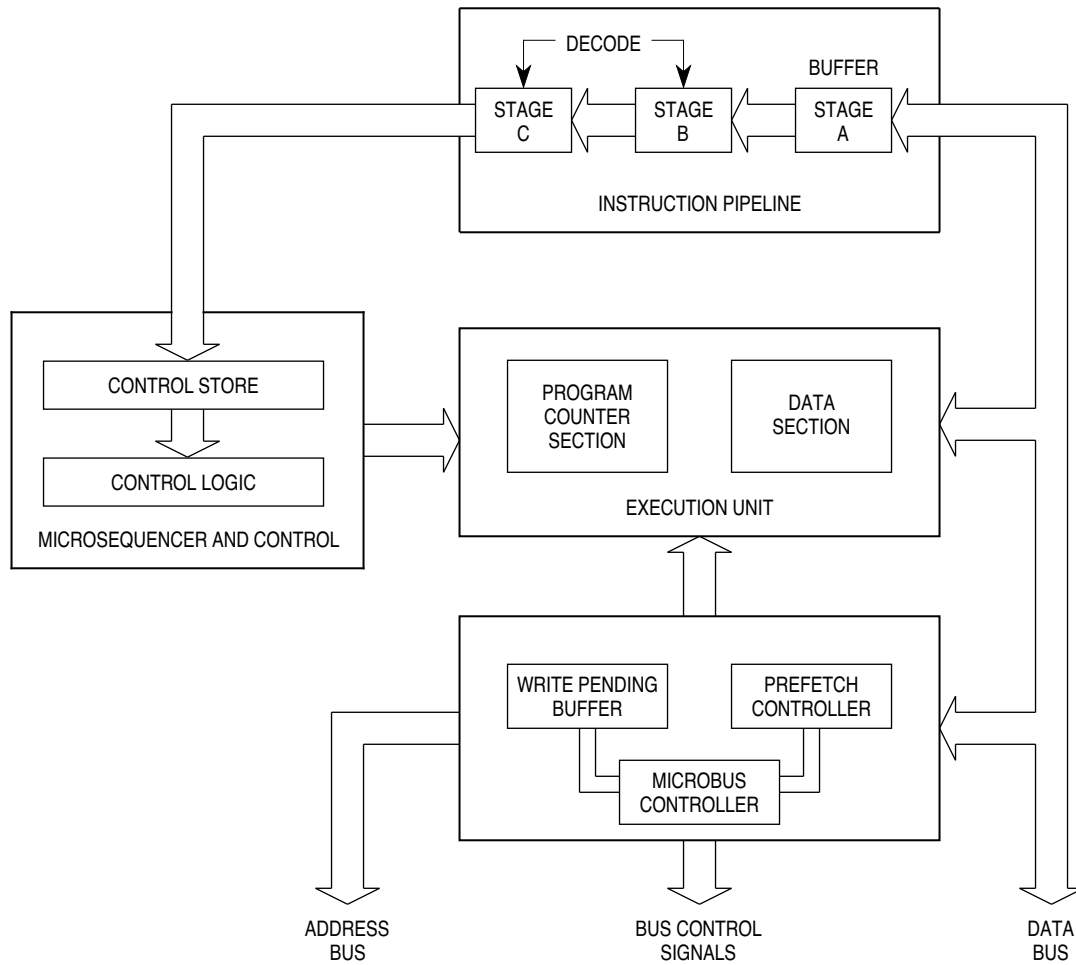 DECODE
BUFFER
STAGE
C
STAGE
B
STAGE
A
INSTRUCTION PIPELINE
CONTROL STORE
CONTROL LOGIC
MICROSEQUENCER AND CONTROL
PROGRAM
COUNTER
SECTION
DATA
SECTION
EXECUTION UNIT
WRITE PENDING
BUFFER
PREFETCH
CONTROLLER
MICROBUS
CONTROLLER
ADDRESS
BUS
BUS CONTROL
SIGNALS
DATA
BUS